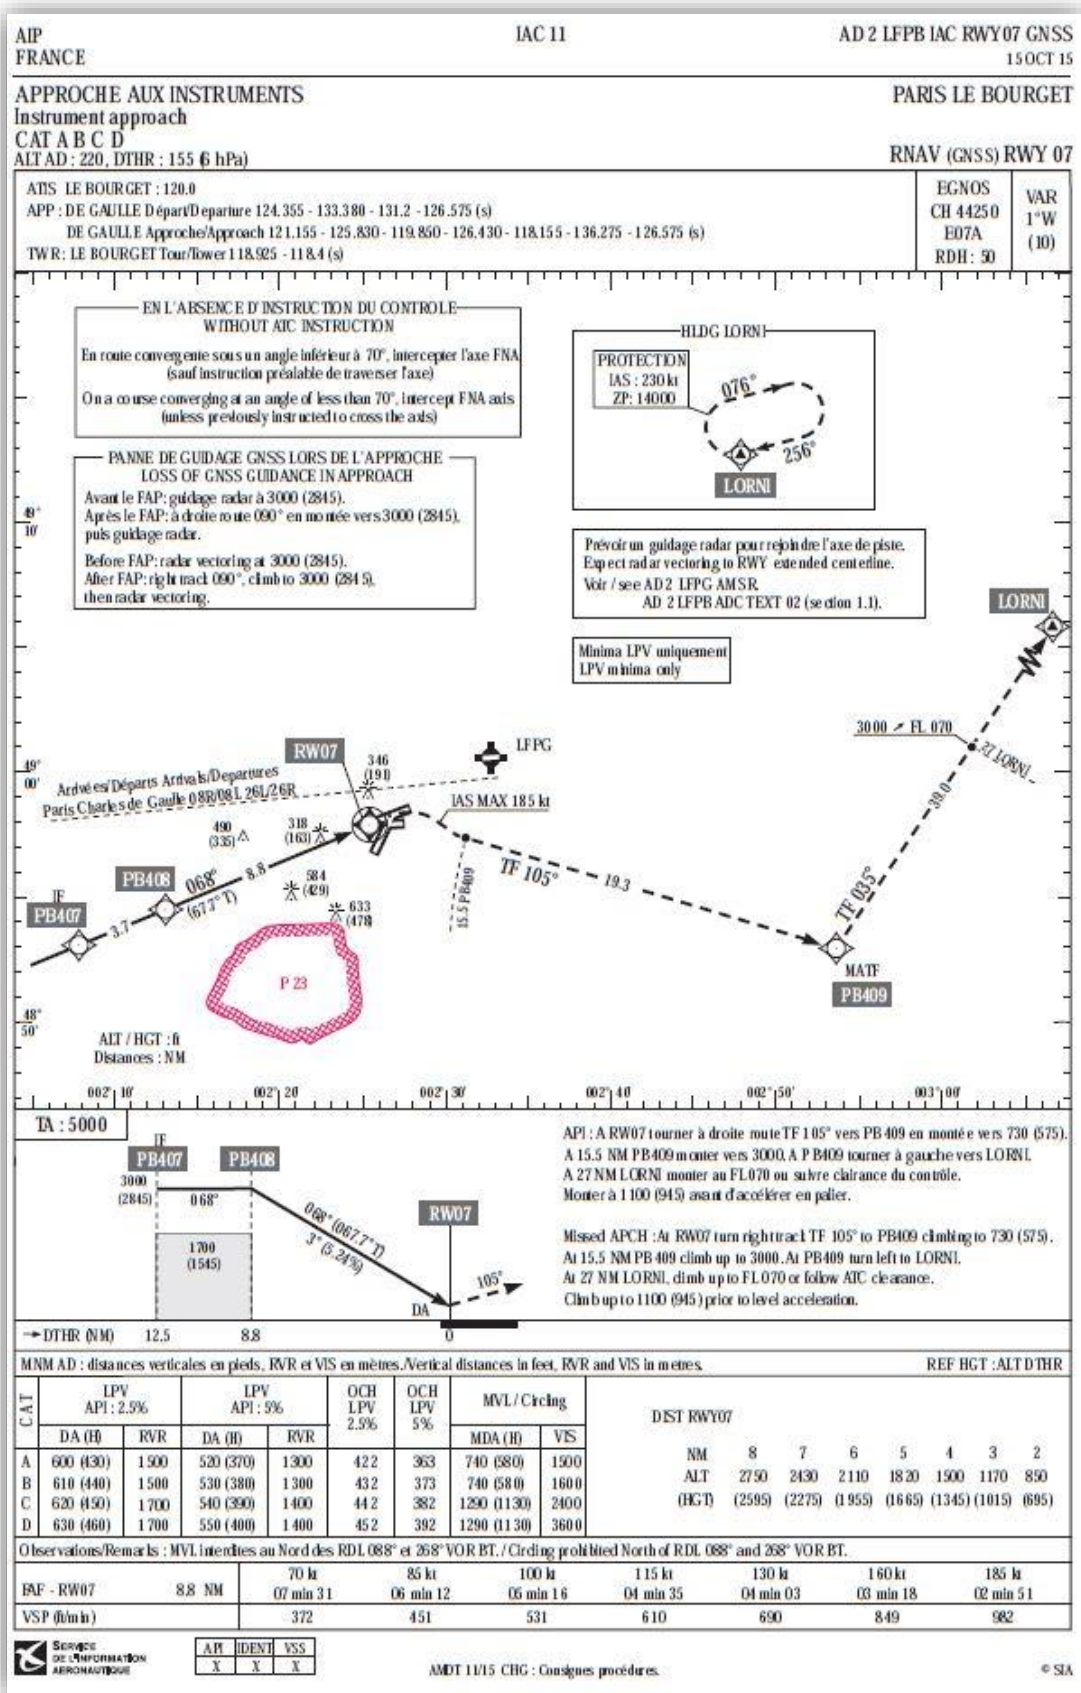 AIP IAC 11 AD 2 LFPB IAC RWY07 GNSS
FRANCE 15 OCT 15
APPROCHE AUX INSTRUMENTS PARIS LE BOURGET
Instrument approach
CAT A B C D
ALT AD : 220, DTHR : 155 (6 hPa) RNAV (GNSS) RWY 07
ATIS LE BOURGET : 120.0
APP : DE GAULLE Départ/Departure 124.355 - 133.380 - 131.2 - 126.575 (s)
DE GAULLE Approche/Approach 121.155 - 125.830 - 119.850 - 126.430 - 118.155 - 136.275 - 126.575 (s)
TWR : LE BOURGET Tour/Tower 118.925 - 118.4 (s)
EGNOS
CH 44250
E07A
RDH : 50
VAR
1°W
(10)
EN L'ABSENCE D'INSTRUCTION DU CONTROLE
WITHOUT ATC INSTRUCTION
En route convergente sous un angle inférieur à 70°, intercepter l'axe FNA
(sauf instruction préalable de traverser l'axe)
On a course converging at an angle of less than 70°, intercept FNA axis
(unless previously instructed to cross the axis)
PANNE DE GUIDAGE GNSS LORS DE L'APPROCHE
LOSS OF GNSS GUIDANCE IN APPROACH
Avant le FAP: guidage radar à 3000 (2845).
Après le FAP: à droite route 090° en montée vers 3000 (2845),
puis guidage radar.
Before FAP: radar vectoring at 3000 (2845).
After FAP: right track 090°, climb to 3000 (2845),
then radar vectoring.
HLDG LORNI
PROTECTION
IAS : 230 kt
ZP: 14000
076°
256°
LORNI
Prévoir un guidage radar pour rejoindre l'axe de piste.
Expect radar vectoring to RWY extended centerline.
Voir / see AD 2 LFPG AMSR
AD 2 LFPB ADC TEXT 02 (section 1.1).
Minima LPV uniquement
LPV minima only
49°
10'
LORNI
3000 ➚ FL 070
27 LORNI
39.0
TF 035°
RW07
LFPG
346
(191)
49°
00'
Arrivées/Départs Arrivals/Departures
Paris Charles de Gaulle 08R/08L 26L/26R
IAS MAX 185 kt
490
(335)
318
(163)
584
(429)
633
(478)
PB408
068°
(67.7° T)
8.8
IF
PB407
3.7
15.5 PB409
TF 105°
19.3
MATF
PB409
P 23
48°
50'
ALT / HGT : ft
Distances : NM
002°10' 002°20' 002°30' 002°40' 002°50' 003°00'
TA : 5000
IF
PB407 PB408
3000
(2845)
068°
1700
(1545)
068° (067.7°T)
3° (5.24%)
RW07
DA
105°
→ DTHR (NM) 12.5 8.8 0
API : A RW07 tourner à droite route TF 105° vers PB 409 en montée vers 730 (575).
A 15.5 NM PB409 monter vers 3000. A PB409 tourner à gauche vers LORNI.
A 27 NM LORNI monter au FL070 ou suivre clairance du contrôle.
Monter à 1100 (945) avant d'accélérer en palier.
Missed APCH : At RW07 turn right track TF 105° to PB409 climbing to 730 (575).
At 15.5 NM PB 409 climb up to 3000. At PB409 turn left to LORNI.
At 27 NM LORNI, climb up to FL070 or follow ATC clearance.
Climb up to 1100 (945) prior to level acceleration.
MNM AD : distances verticales en pieds, RVR et VIS en mètres./Vertical distances in feet, RVR and VIS in metres. REF HGT : ALT DTHR
CAT
LPV API : 2.5% LPV API : 5% OCH LPV 2.5% OCH LPV 5% MVL / Circling
DA (H) RVR DA (H) RVR MDA (H) VIS
A 600 (430) 1500 520 (370) 1300 422 363 740 (580) 1500
B 610 (440) 1500 530 (380) 1300 432 373 740 (580) 1600
C 620 (450) 1700 540 (390) 1400 442 382 1290 (1130) 2400
D 630 (460) 1700 550 (400) 1400 452 392 1290 (1130) 3600
DIST RWY07
NM 8 7 6 5 4 3 2
ALT 2750 2430 2110 1820 1500 1170 850
(HGT) (2595) (2275) (1955) (1665) (1345) (1015) (695)
Observations/Remarks : MVL interdites au Nord des RDL 088° et 268° VOR BT. / Circling prohibited North of RDL 088° and 268° VOR BT.
70 kt 85 kt 100 kt 115 kt 130 kt 160 kt 185 kt
FAF - RW07 8.8 NM 07 min 31 06 min 12 05 min 16 04 min 35 04 min 03 03 min 18 02 min 51
VSP (ft/min) 372 451 531 610 690 849 982
SERVICE
DE L'INFORMATION
AERONAUTIQUE
API IDENT VSS
X X X
AMDT 11/15 CHG : Consignes procédures.
© SIA